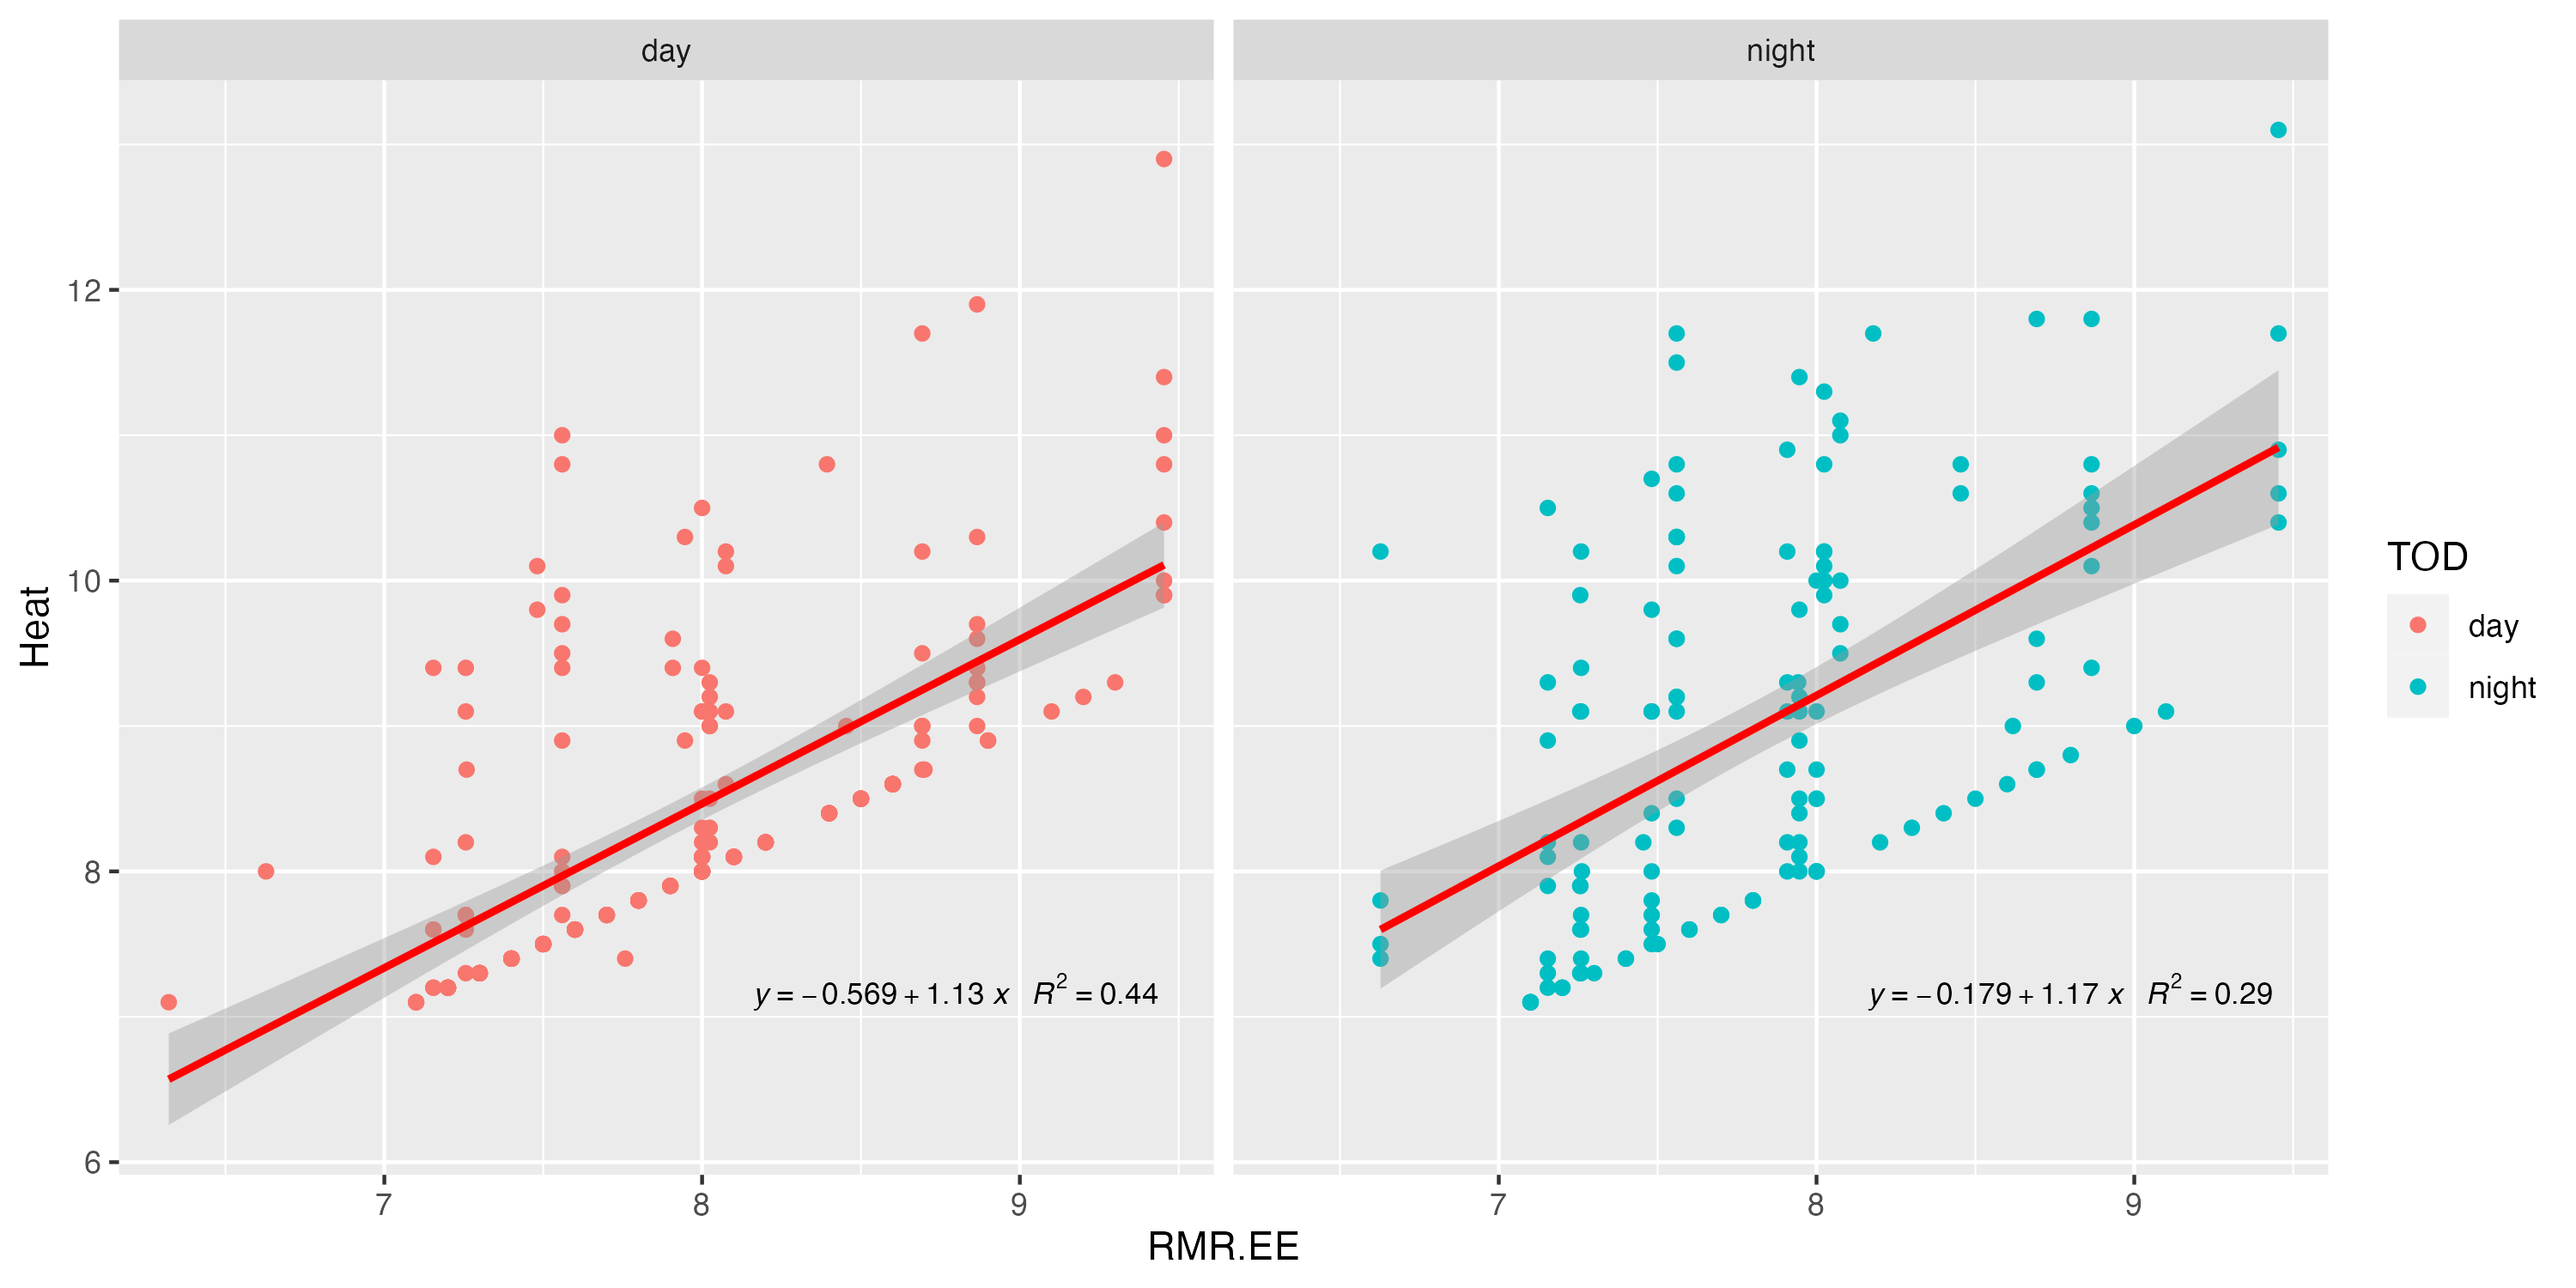 day
night
12
10
8
6
Heat
y = −0.569 + 1.13 x R² = 0.44
y = −0.179 + 1.17 x R² = 0.29
7
8
9
7
8
9
RMR.EE
TOD
day
night